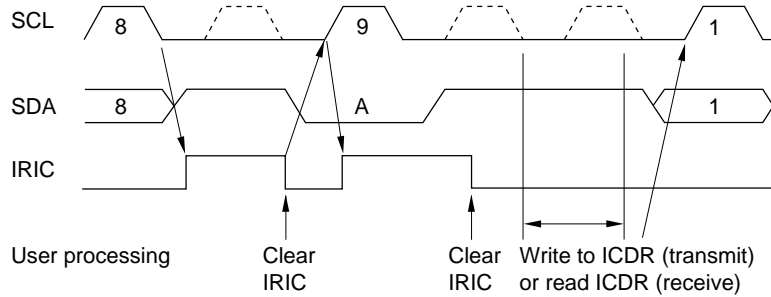 SCL 8 9 1
SDA 8 A 1
IRIC
User processing Clear Clear Write to ICDR (transmit)
IRIC IRIC or read ICDR (receive)